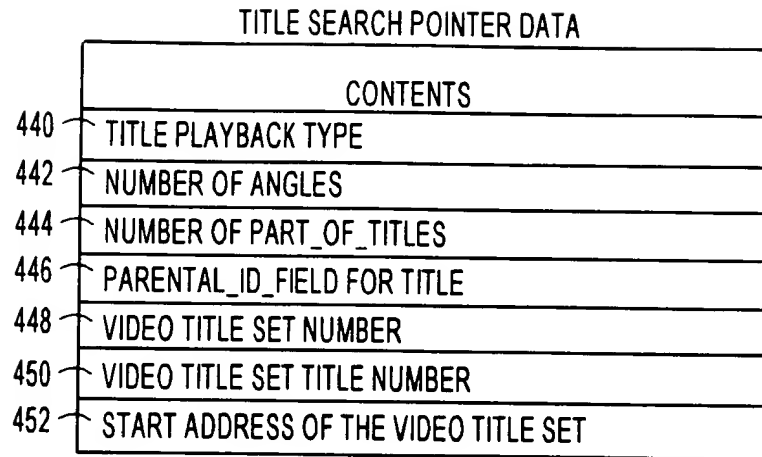 TITLE SEARCH POINTER DATA
CONTENTS
440 TITLE PLAYBACK TYPE
442 NUMBER OF ANGLES
444 NUMBER OF PART_OF_TITLES
446 PARENTAL_ID_FIELD FOR TITLE
448 VIDEO TITLE SET NUMBER
450 VIDEO TITLE SET TITLE NUMBER
452 START ADDRESS OF THE VIDEO TITLE SET